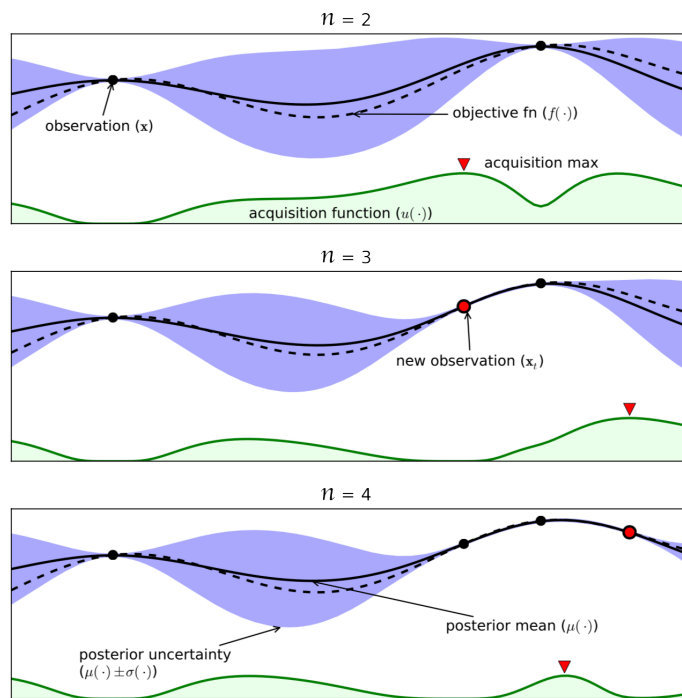 n = 2
observation (x)
objective fn (f(·))
acquisition max
acquisition function (u(·))
n = 3
new observation (xₜ)
n = 4
posterior mean (μ(·))
posterior uncertainty
(μ(·) ±σ(·))